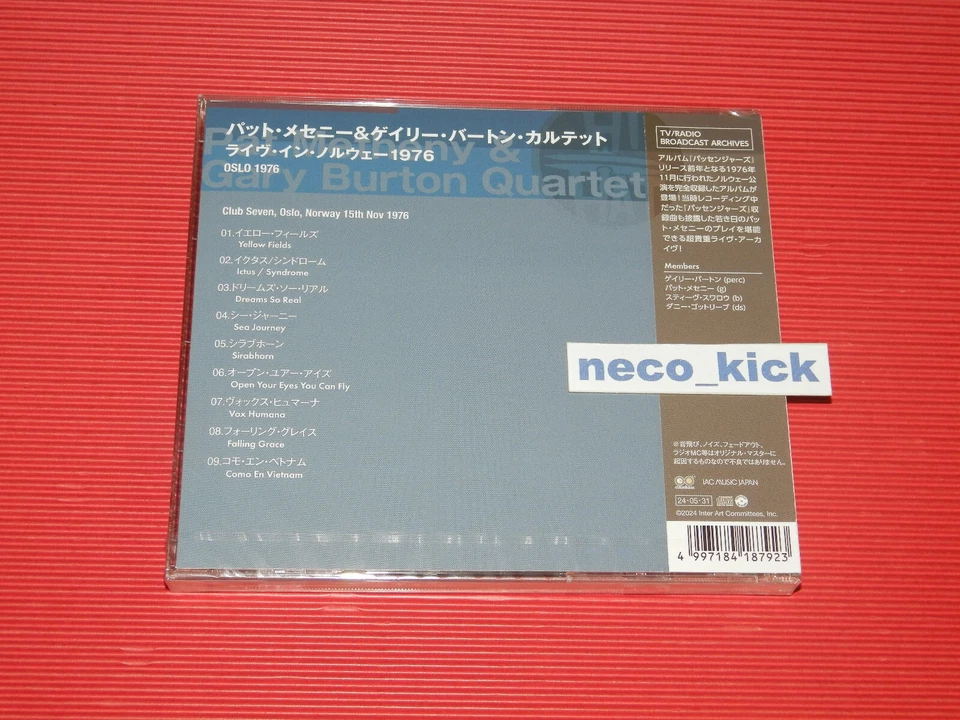 パット・メセニー&ゲイリー・バートン・カルテット
ライヴ・イン・ノルウェー1976
OSLO 1976
Pat Metheny &
Gary Burton Quartet
Club Seven, Oslo, Norway 15th Nov 1976
01.イエロー・フィールズ
Yellow Fields
02.イクタス/シンドローム
Ictus / Syndrome
03.ドリームズ・ソー・リアル
Dreams So Real
04.シー・ジャーニー
Sea Journey
05.シラブホーン
Sirabhorn
06.オープン・ユアー・アイズ
Open Your Eyes You Can Fly
07.ヴォックス・ヒュマーナ
Vox Humana
08.フォーリング・グレイス
Falling Grace
09.コモ・エン・ベトナム
Como En Vietnam
TV/RADIO
BROADCAST ARCHIVES
アルバム『パッセンジャーズ』
リリース前年となる1976年
11月に行われたノルウェー公
演を完全収録したアルバムが
登場!当時レコーディング中
だった『パッセンジャーズ』収
録曲も披露した若き日のパッ
ト・メセニーのプレイを堪能
できる超貴重ライヴ・アーカ
イヴ!
Members
ゲイリー・バートン (perc)
パット・メセニー (g)
スティーヴ・スワロウ (b)
ダニー・ゴットリーブ (ds)
neco_kick
※音飛び、ノイズ、フェードアウト、
ラジオMC等はオリジナル・マスターに
起因するものなので不良ではありません。
IAC MUSIC JAPAN
24・05・31
©2024 Inter Art Committees, Inc.
4 997184 187923